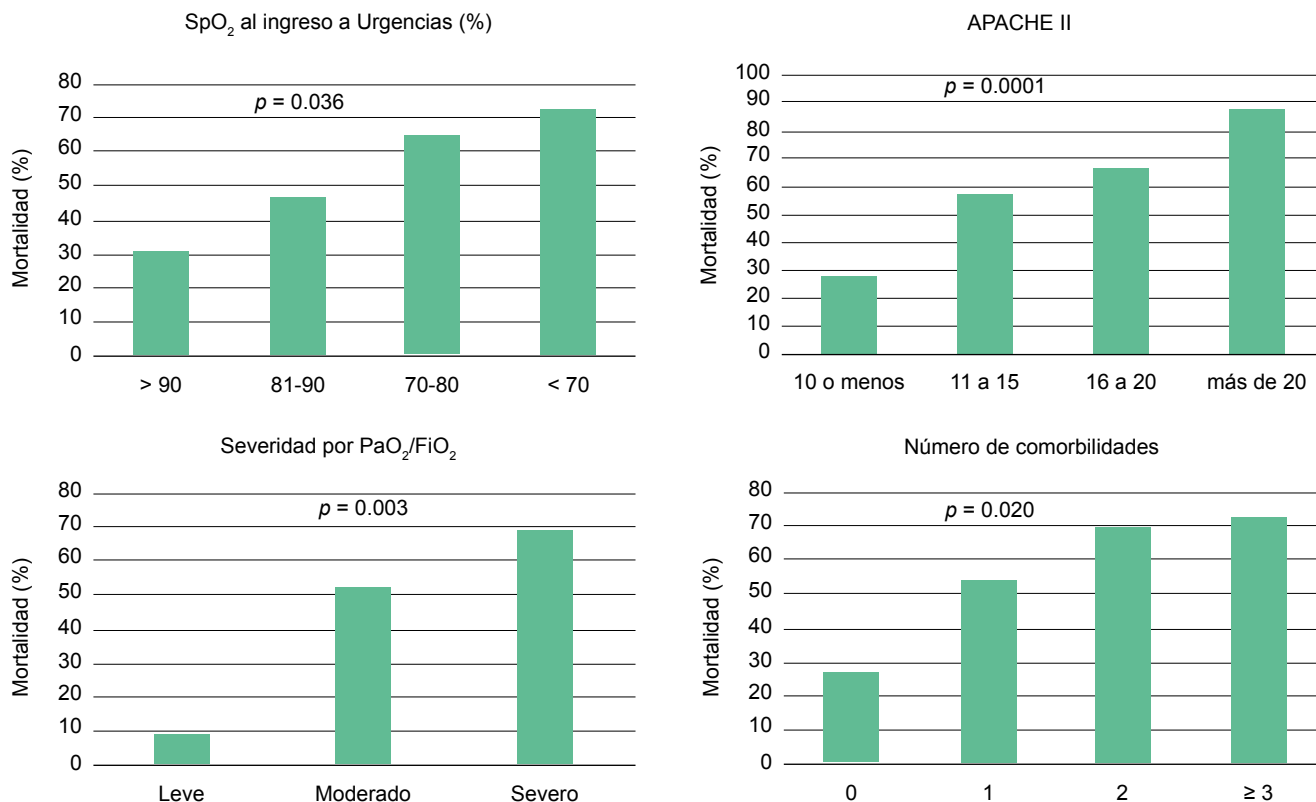 SpO₂ al ingreso a Urgencias (%)
Mortalidad (%)
80
70
60
50
40
30
20
10
0
p = 0.036
> 90 81-90 70-80 < 70
APACHE II
Mortalidad (%)
100
90
80
70
60
50
40
30
20
10
0
p = 0.0001
10 o menos 11 a 15 16 a 20 más de 20
Severidad por PaO₂/FiO₂
Mortalidad (%)
80
70
60
50
40
30
20
10
0
p = 0.003
Leve Moderado Severo
Número de comorbilidades
Mortalidad (%)
80
70
60
50
40
30
20
10
0
p = 0.020
0 1 2 ≥ 3